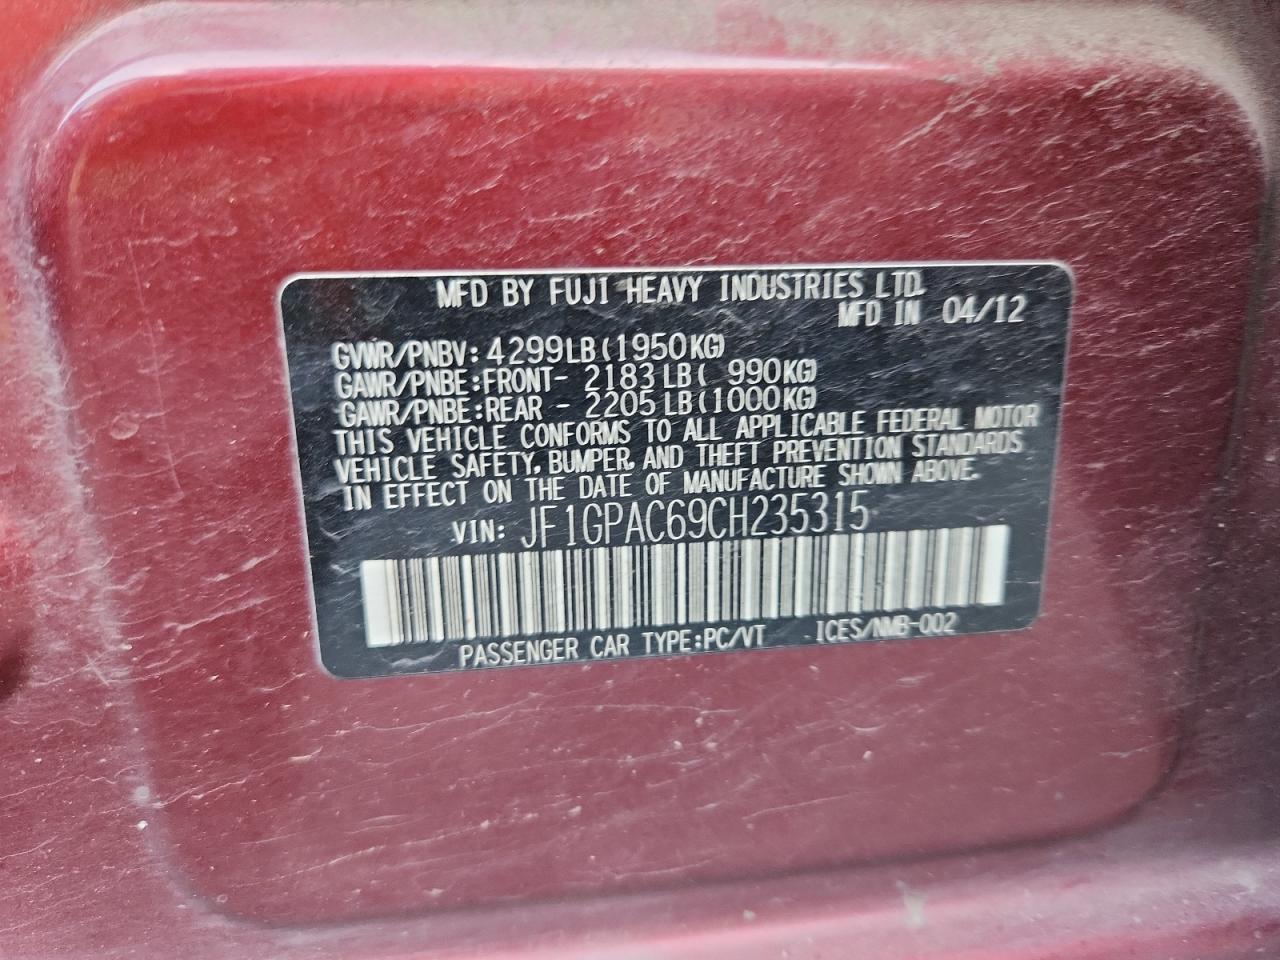 MFD BY FUJI HEAVY INDUSTRIES LTD.
MFD IN 04/12
GVWR/PNBV: 4299LB(1950KG)
GAWR/PNBE:FRONT- 2183LB( 990KG)
GAWR/PNBE:REAR - 2205LB(1000KG)
THIS VEHICLE CONFORMS TO ALL APPLICABLE FEDERAL MOTOR
VEHICLE SAFETY, BUMPER, AND THEFT PREVENTION STANDARDS
IN EFFECT ON THE DATE OF MANUFACTURE SHOWN ABOVE.
VIN: JF1GPAC69CH235315
PASSENGER CAR TYPE:PC/VT ICES/NMB-002